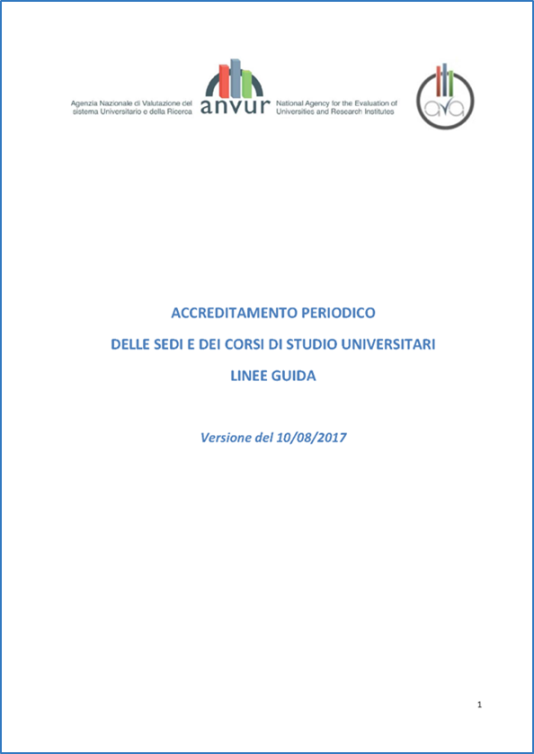 Agenzia Nazionale di Valutazione del
sistema Universitario e della Ricerca
anvur
National Agency for the Evaluation of
Universities and Research Institutes
ava
ACCREDITAMENTO PERIODICO
DELLE SEDI E DEI CORSI DI STUDIO UNIVERSITARI
LINEE GUIDA
Versione del 10/08/2017
1